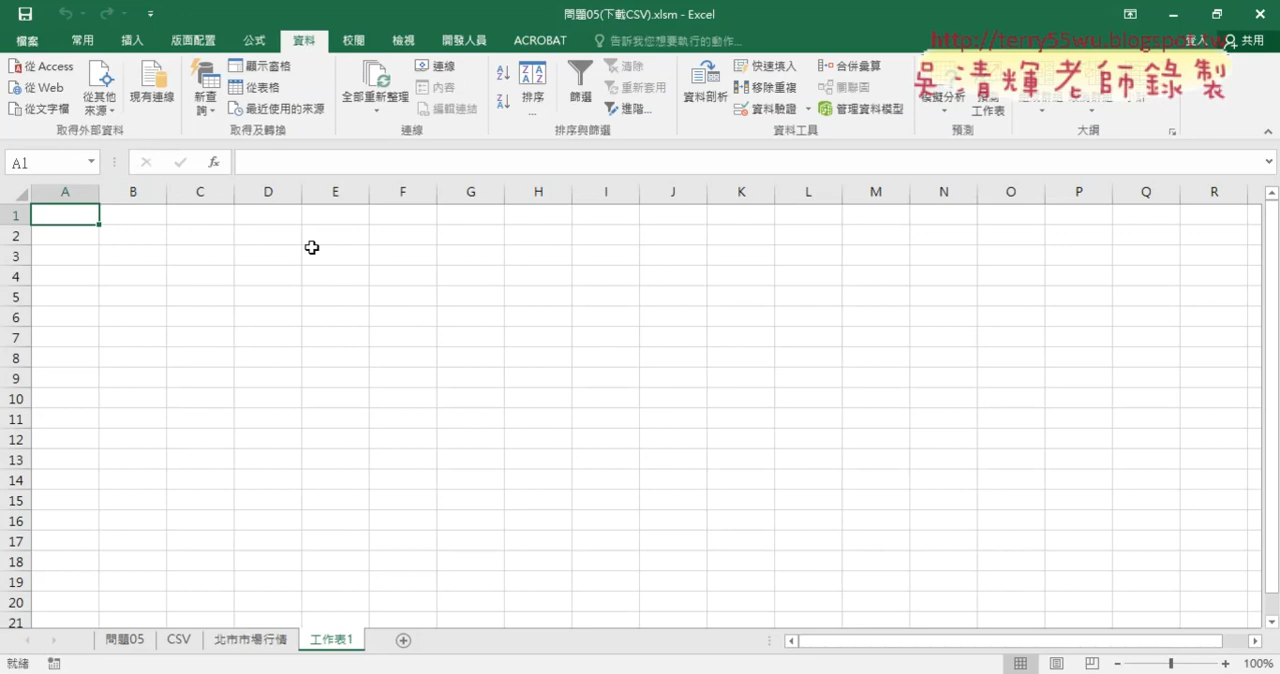 問題05(下載CSV).xlsm - Excel
檔案 常用 插入 版面配置 公式 資料 校閱 檢視 開發人員 ACROBAT 告訴我您想要執行的動作... 登入 共用
http://terry55wu.blogspot.tw
吳清輝老師錄製
從 Access
從 Web
從文字檔
從其他來源
現有連線
取得外部資料
新查詢
顯示窗格
從表格
最近使用的來源
取得及轉換
全部重新整理
連線
內容
編輯連結
連線
排序...
篩選
清除
重新套用
進階...
排序與篩選
資料剖析
快速填入
移除重複
資料驗證
合併彙算
關聯圖
管理資料模型
資料工具
模擬分析
預測
工作表
預測
大綱
A1 fx
A B C D E F G H I J K L M N O P Q R
1
2
3
4
5
6
7
8
9
10
11
12
13
14
15
16
17
18
19
20
21
問題05 CSV 北市市場行情 工作表1
就緒 100%